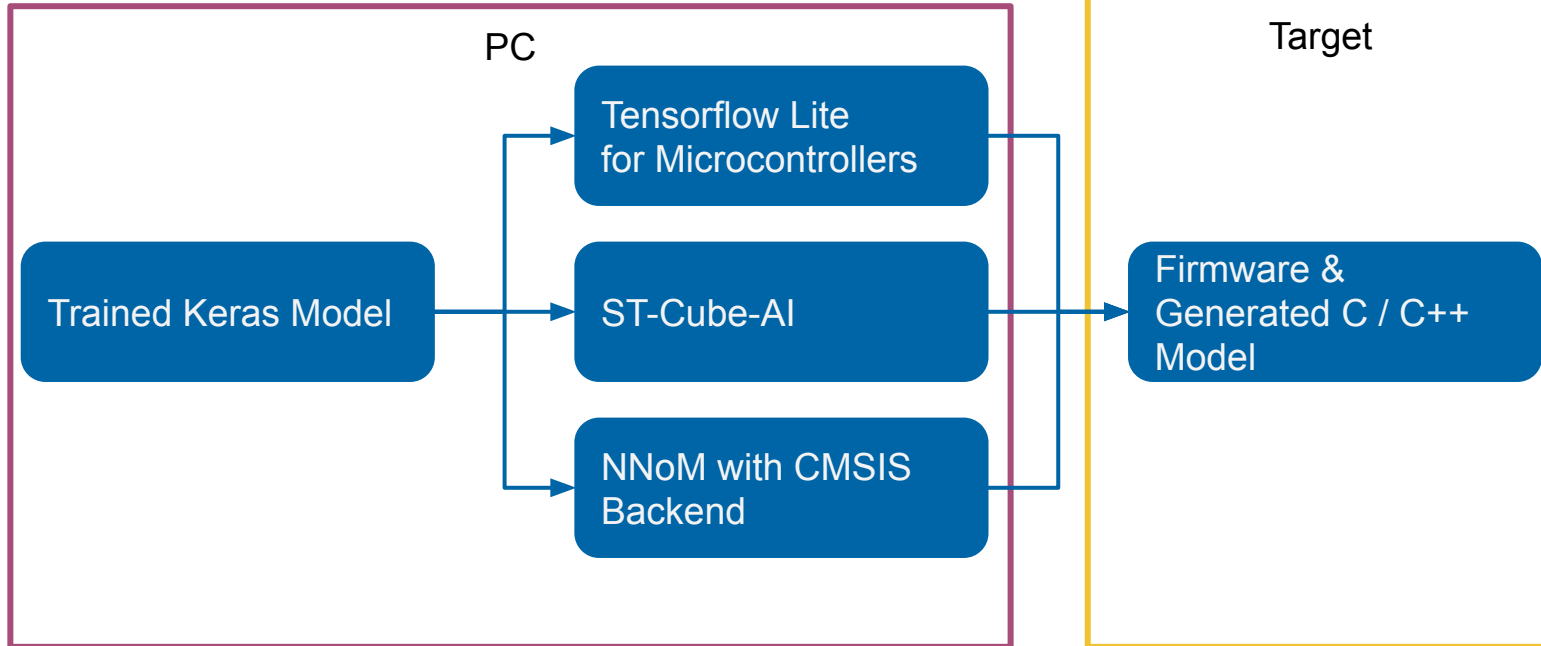 PC
Target
Tensorflow Lite
for Microcontrollers
Trained Keras Model
ST-Cube-AI
Firmware &
Generated C / C++
Model
NNoM with CMSIS
Backend